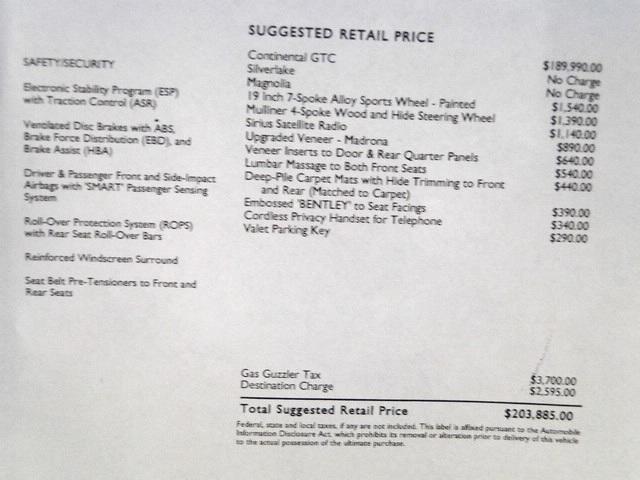 SUGGESTED RETAIL PRICE
SAFETY/SECURITY
Electronic Stability Program (ESP)
with Traction Control (ASR)
Ventilated Disc Brakes with ABS,
Brake Force Distribution (EBD), and
Brake Assist (HBA)
Driver & Passenger Front and Side-Impact
Airbags with 'SMART' Passenger Sensing
System
Roll-Over Protection System (ROPS)
with Rear Seat Roll-Over Bars
Reinforced Windscreen Surround
Seat Belt Pre-Tensioners to Front and
Rear Seats
Continental GTC $189,990.00
Silverlake No Charge
Magnolia No Charge
19 Inch 7-Spoke Alloy Sports Wheel - Painted $1,540.00
Mulliner 4-Spoke Wood and Hide Steering Wheel $1,390.00
Sirius Satellite Radio $1,140.00
Upgraded Veneer - Madrona $890.00
Veneer Inserts to Door & Rear Quarter Panels $640.00
Lumbar Massage to Both Front Seats $540.00
Deep-Pile Carpet Mats with Hide Trimming to Front $440.00
and Rear (Matched to Carpet)
Embossed 'BENTLEY' to Seat Facings $390.00
Cordless Privacy Handset for Telephone $340.00
Valet Parking Key $290.00
Gas Guzzler Tax $3,700.00
Destination Charge $2,595.00
Total Suggested Retail Price $203,885.00
Federal, state and local taxes, if any are not included. This label is affixed pursuant to the Automobile
Information Disclosure Act, which prohibits its removal or alteration prior to delivery of this vehicle
to the actual possession of the ultimate purchase.